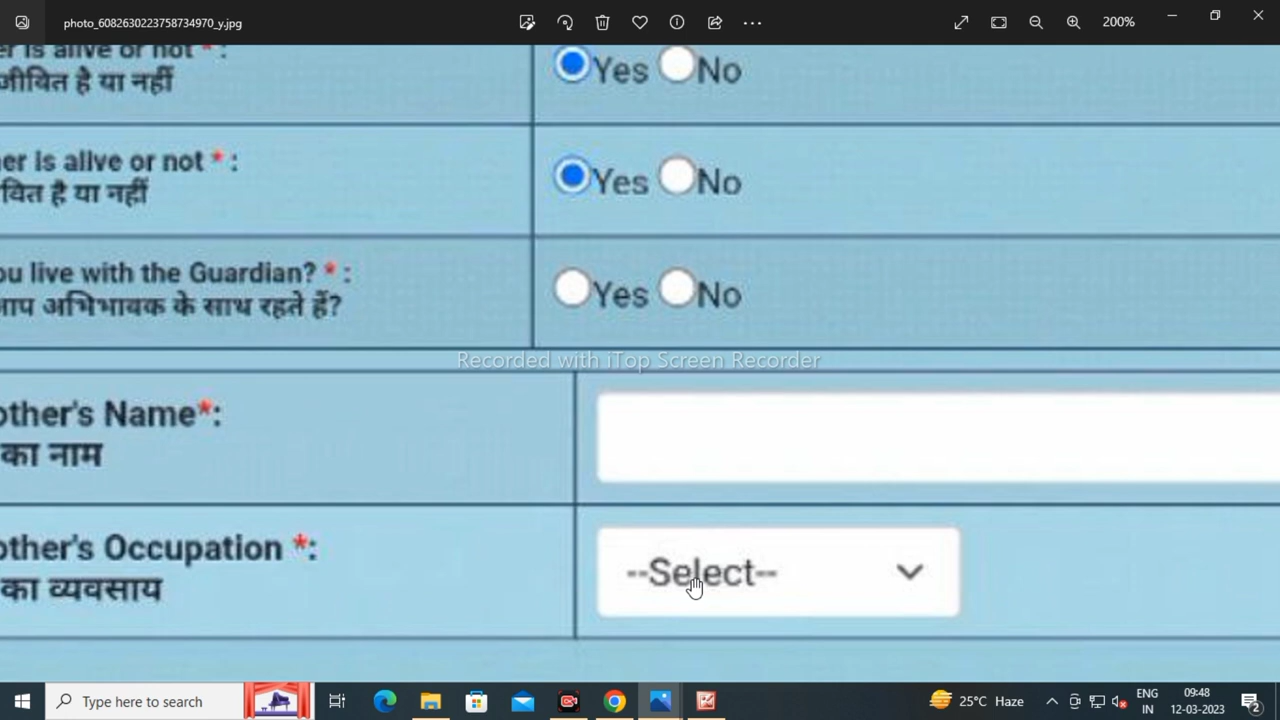 photo_6082630223758734970_y.jpg
200%
er is alive or not * :
जीवित है या नहीं
Yes No
er is alive or not * :
वित है या नहीं
Yes No
ou live with the Guardian? * :
आप अभिभावक के साथ रहते हैं?
Yes No
Recorded with iTop Screen Recorder
other's Name*:
का नाम
other's Occupation *:
का व्यवसाय
--Select--
Type here to search
25°C Haze
ENG
IN
09:48
12-03-2023
2